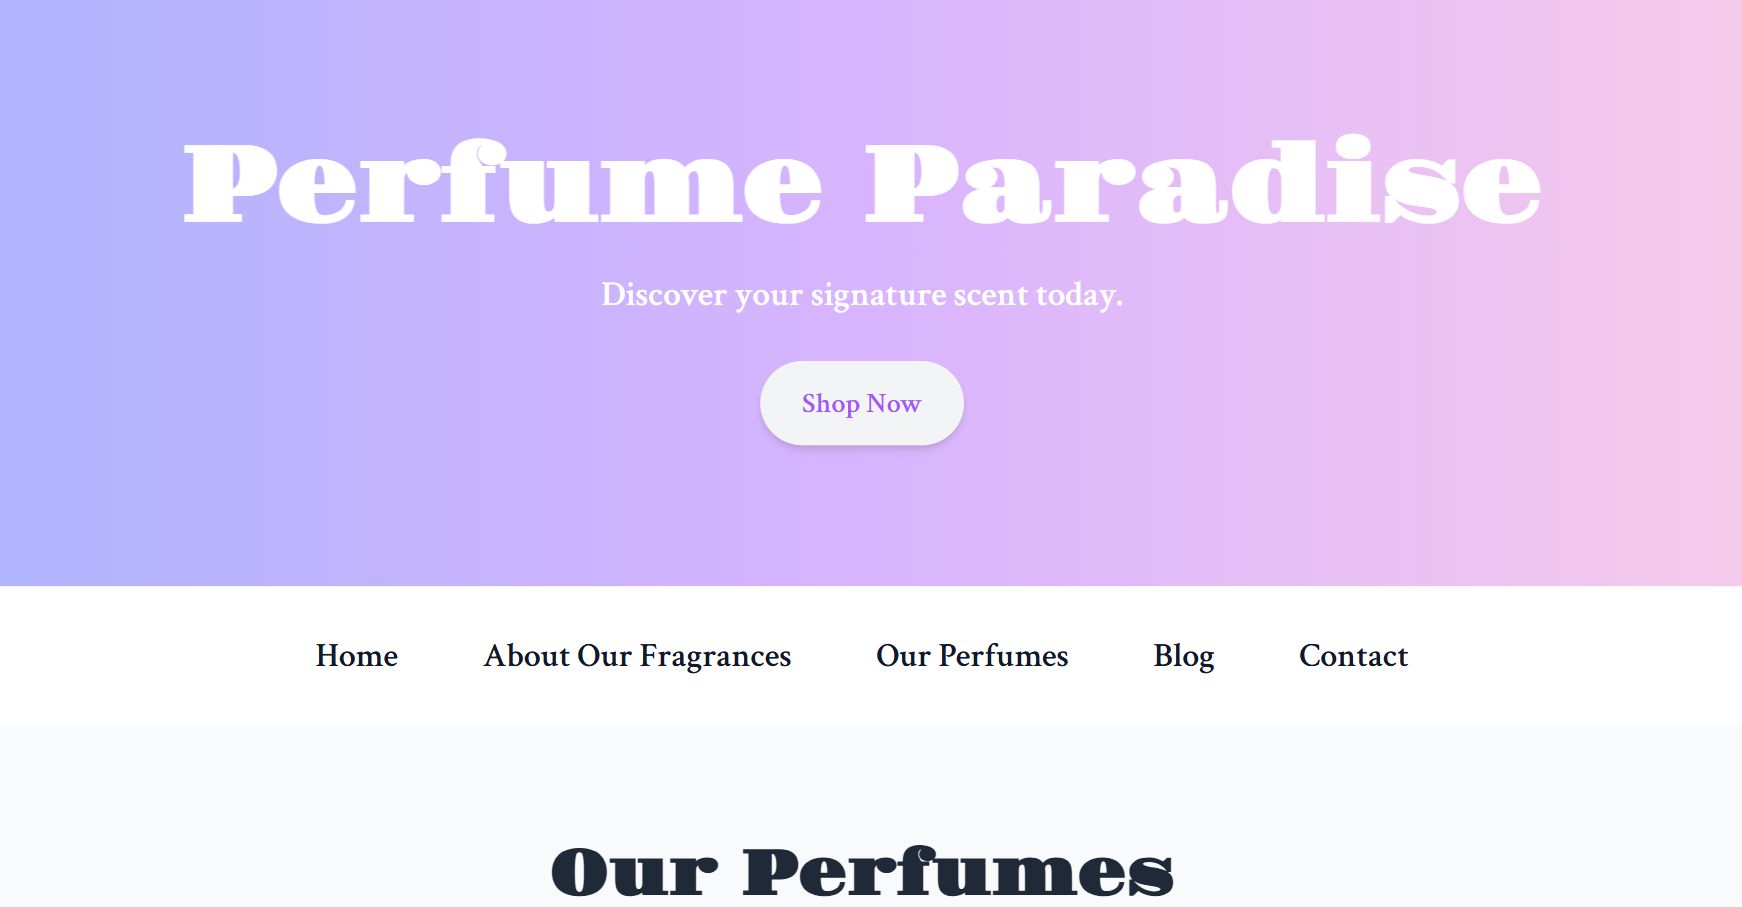 Perfume Paradise
Discover your signature scent today.
Shop Now
Home About Our Fragrances Our Perfumes Blog Contact
Our Perfumes